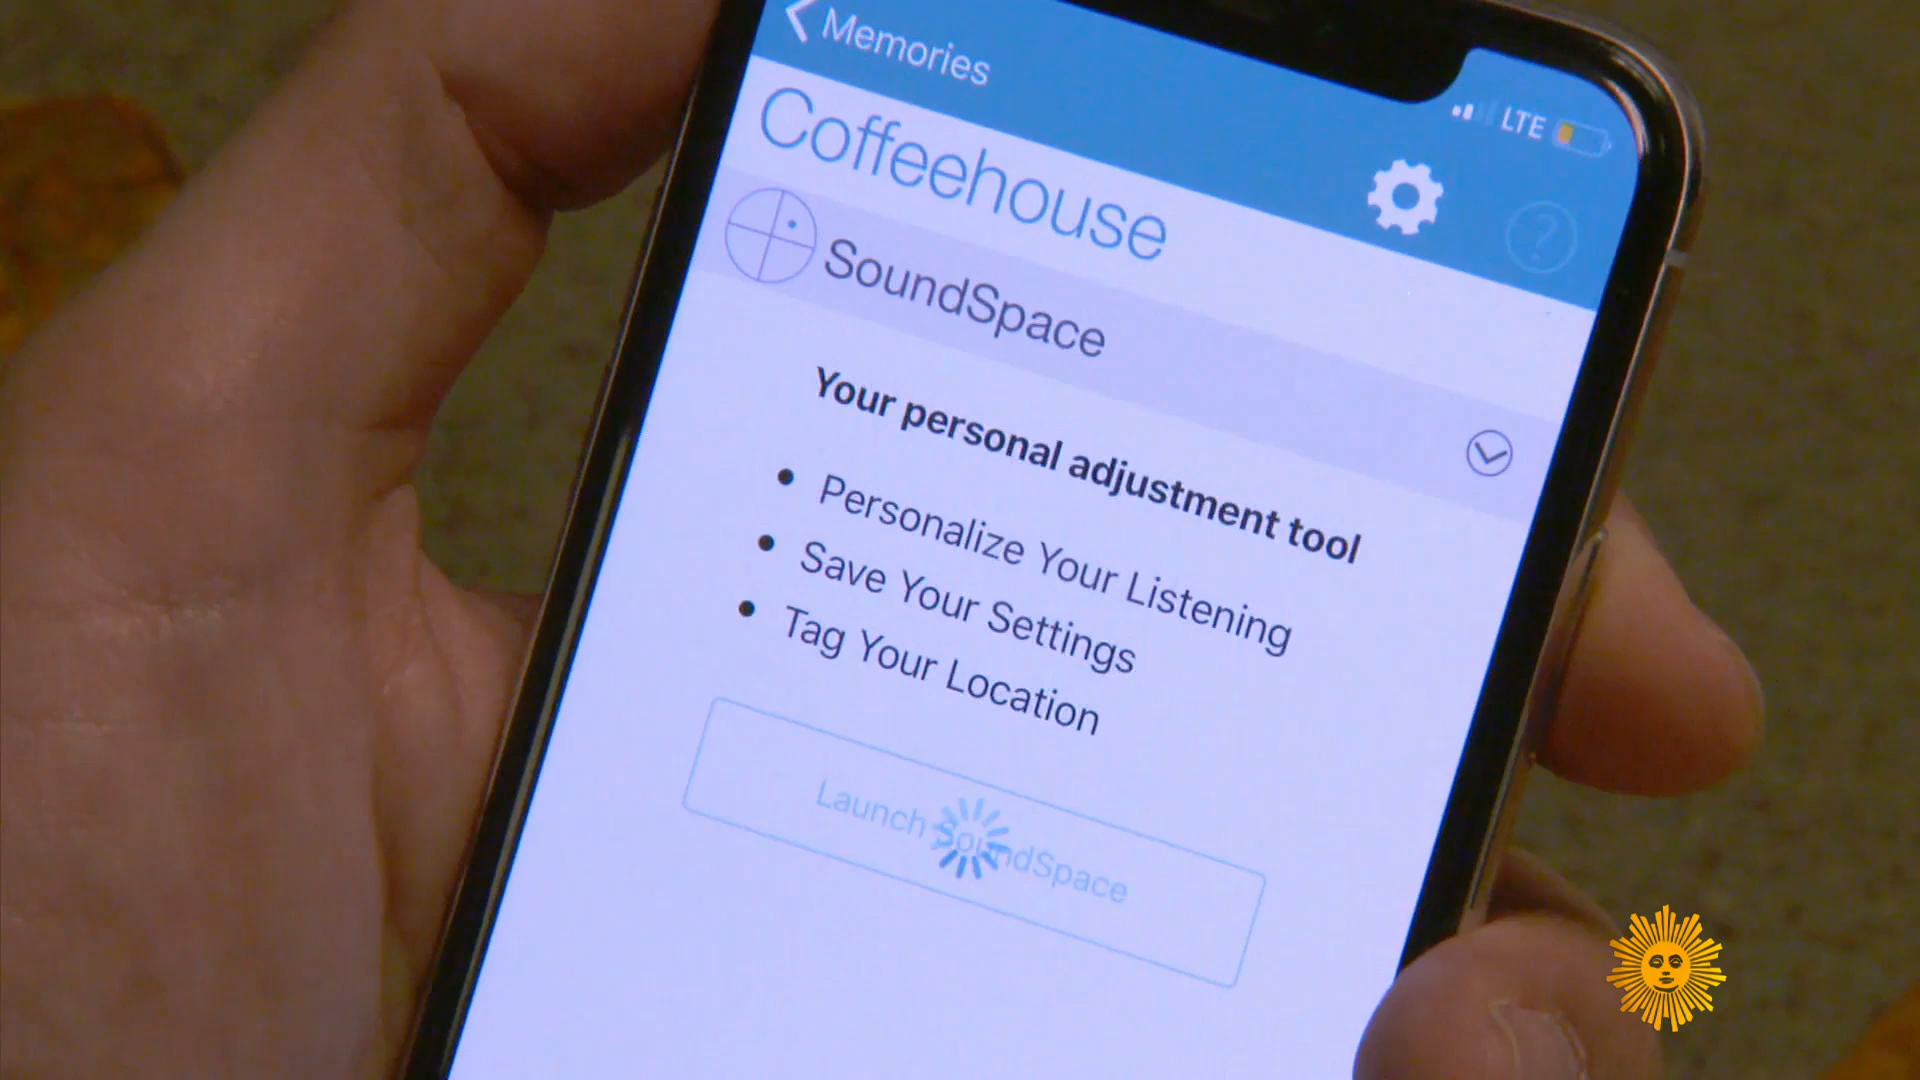 Memories
LTE
Coffeehouse
?
SoundSpace
Your personal adjustment tool
• Personalize Your Listening
• Save Your Settings
• Tag Your Location
Launch SoundSpace